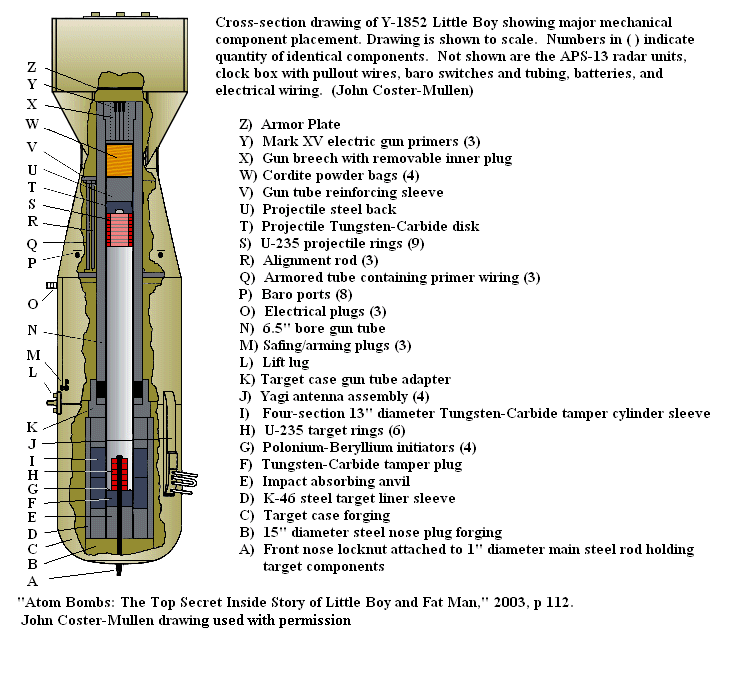 Cross-section drawing of Y-1852 Little Boy showing major mechanical
component placement. Drawing is shown to scale. Numbers in ( ) indicate
quantity of identical components. Not shown are the APS-13 radar units,
clock box with pullout wires, baro switches and tubing, batteries, and
electrical wiring. (John Coster-Mullen)
Z
Y
X
W
V
U
T
S
R
Q
P
O
N
M
L
K
J
I
H
G
F
E
D
C
B
A
Z) Armor Plate
Y) Mark XV electric gun primers (3)
X) Gun breech with removable inner plug
W) Cordite powder bags (4)
V) Gun tube reinforcing sleeve
U) Projectile steel back
T) Projectile Tungsten-Carbide disk
S) U-235 projectile rings (9)
R) Alignment rod (3)
Q) Armored tube containing primer wiring (3)
P) Baro ports (8)
O) Electrical plugs (3)
N) 6.5" bore gun tube
M) Safing/arming plugs (3)
L) Lift lug
K) Target case gun tube adapter
J) Yagi antenna assembly (4)
I) Four-section 13" diameter Tungsten-Carbide tamper cylinder sleeve
H) U-235 target rings (6)
G) Polonium-Beryllium initiators (4)
F) Tungsten-Carbide tamper plug
E) Impact absorbing anvil
D) K-46 steel target liner sleeve
C) Target case forging
B) 15" diameter steel nose plug forging
A) Front nose locknut attached to 1" diameter main steel rod holding
target components
"Atom Bombs: The Top Secret Inside Story of Little Boy and Fat Man," 2003, p 112.
John Coster-Mullen drawing used with permission